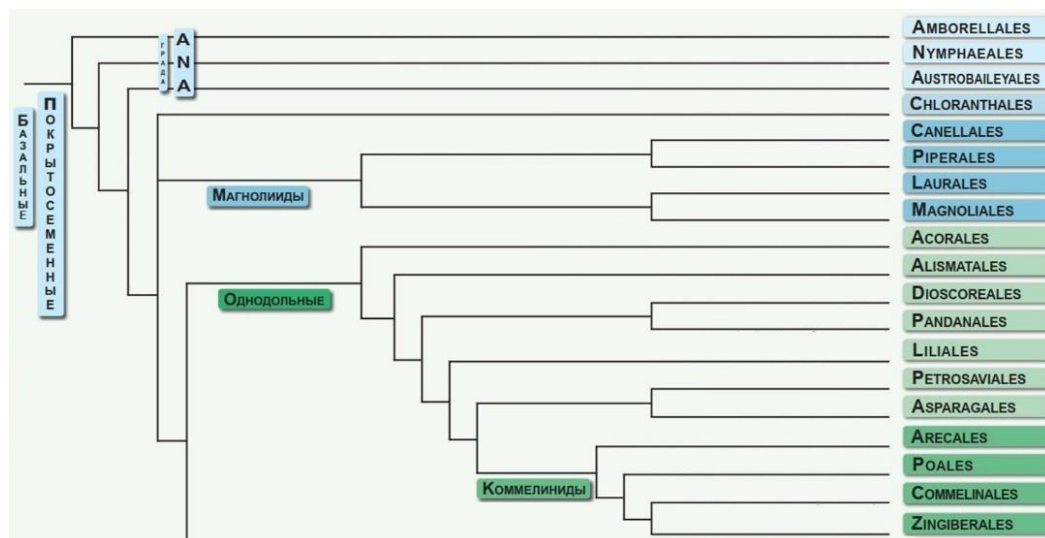 AMBORELLALES
A
NYMPHAEALES
N
AUSTROBAILEYALES
A
ГРАДА
CHLORANTHALES
CANELLALES
БАЗАЛЬНЫЕ
ПОКРЫТОСЕМЕННЫЕ
PIPERALES
LAURALES
МАГНОЛИИДЫ
MAGNOLIALES
ACORALES
ALISMATALES
ОДНОДОЛЬНЫЕ
DIOSCOREALES
PANDANALES
LILIALES
PETROSAVIALES
ASPARAGALES
ARECALES
POALES
КОММЕЛИНИДЫ
COMMELINALES
ZINGIBERALES